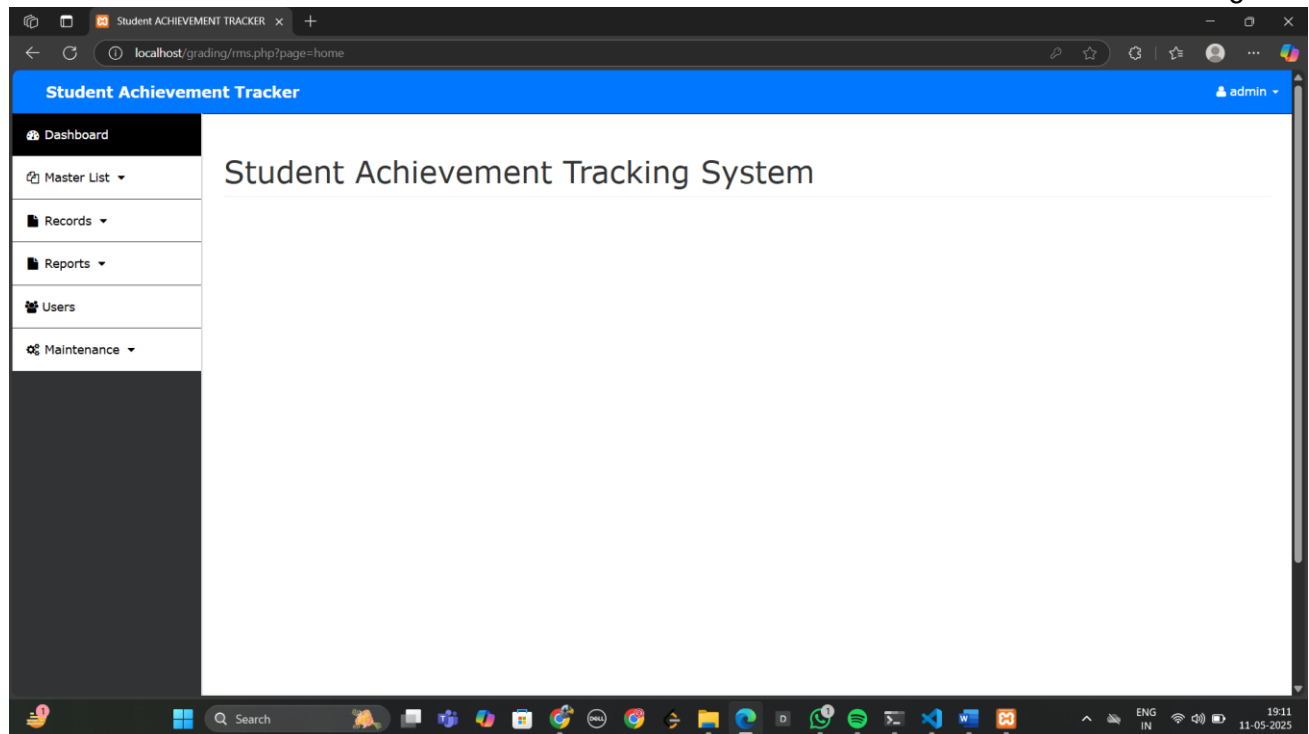 Student ACHIEVEMENT TRACKER
localhost/grading/rms.php?page=home
Student Achievement Tracker
admin
Dashboard
Student Achievement Tracking System
Master List
Records
Reports
Users
Maintenance
Search
DELL
D
ENG
IN
19:11
11-05-2025